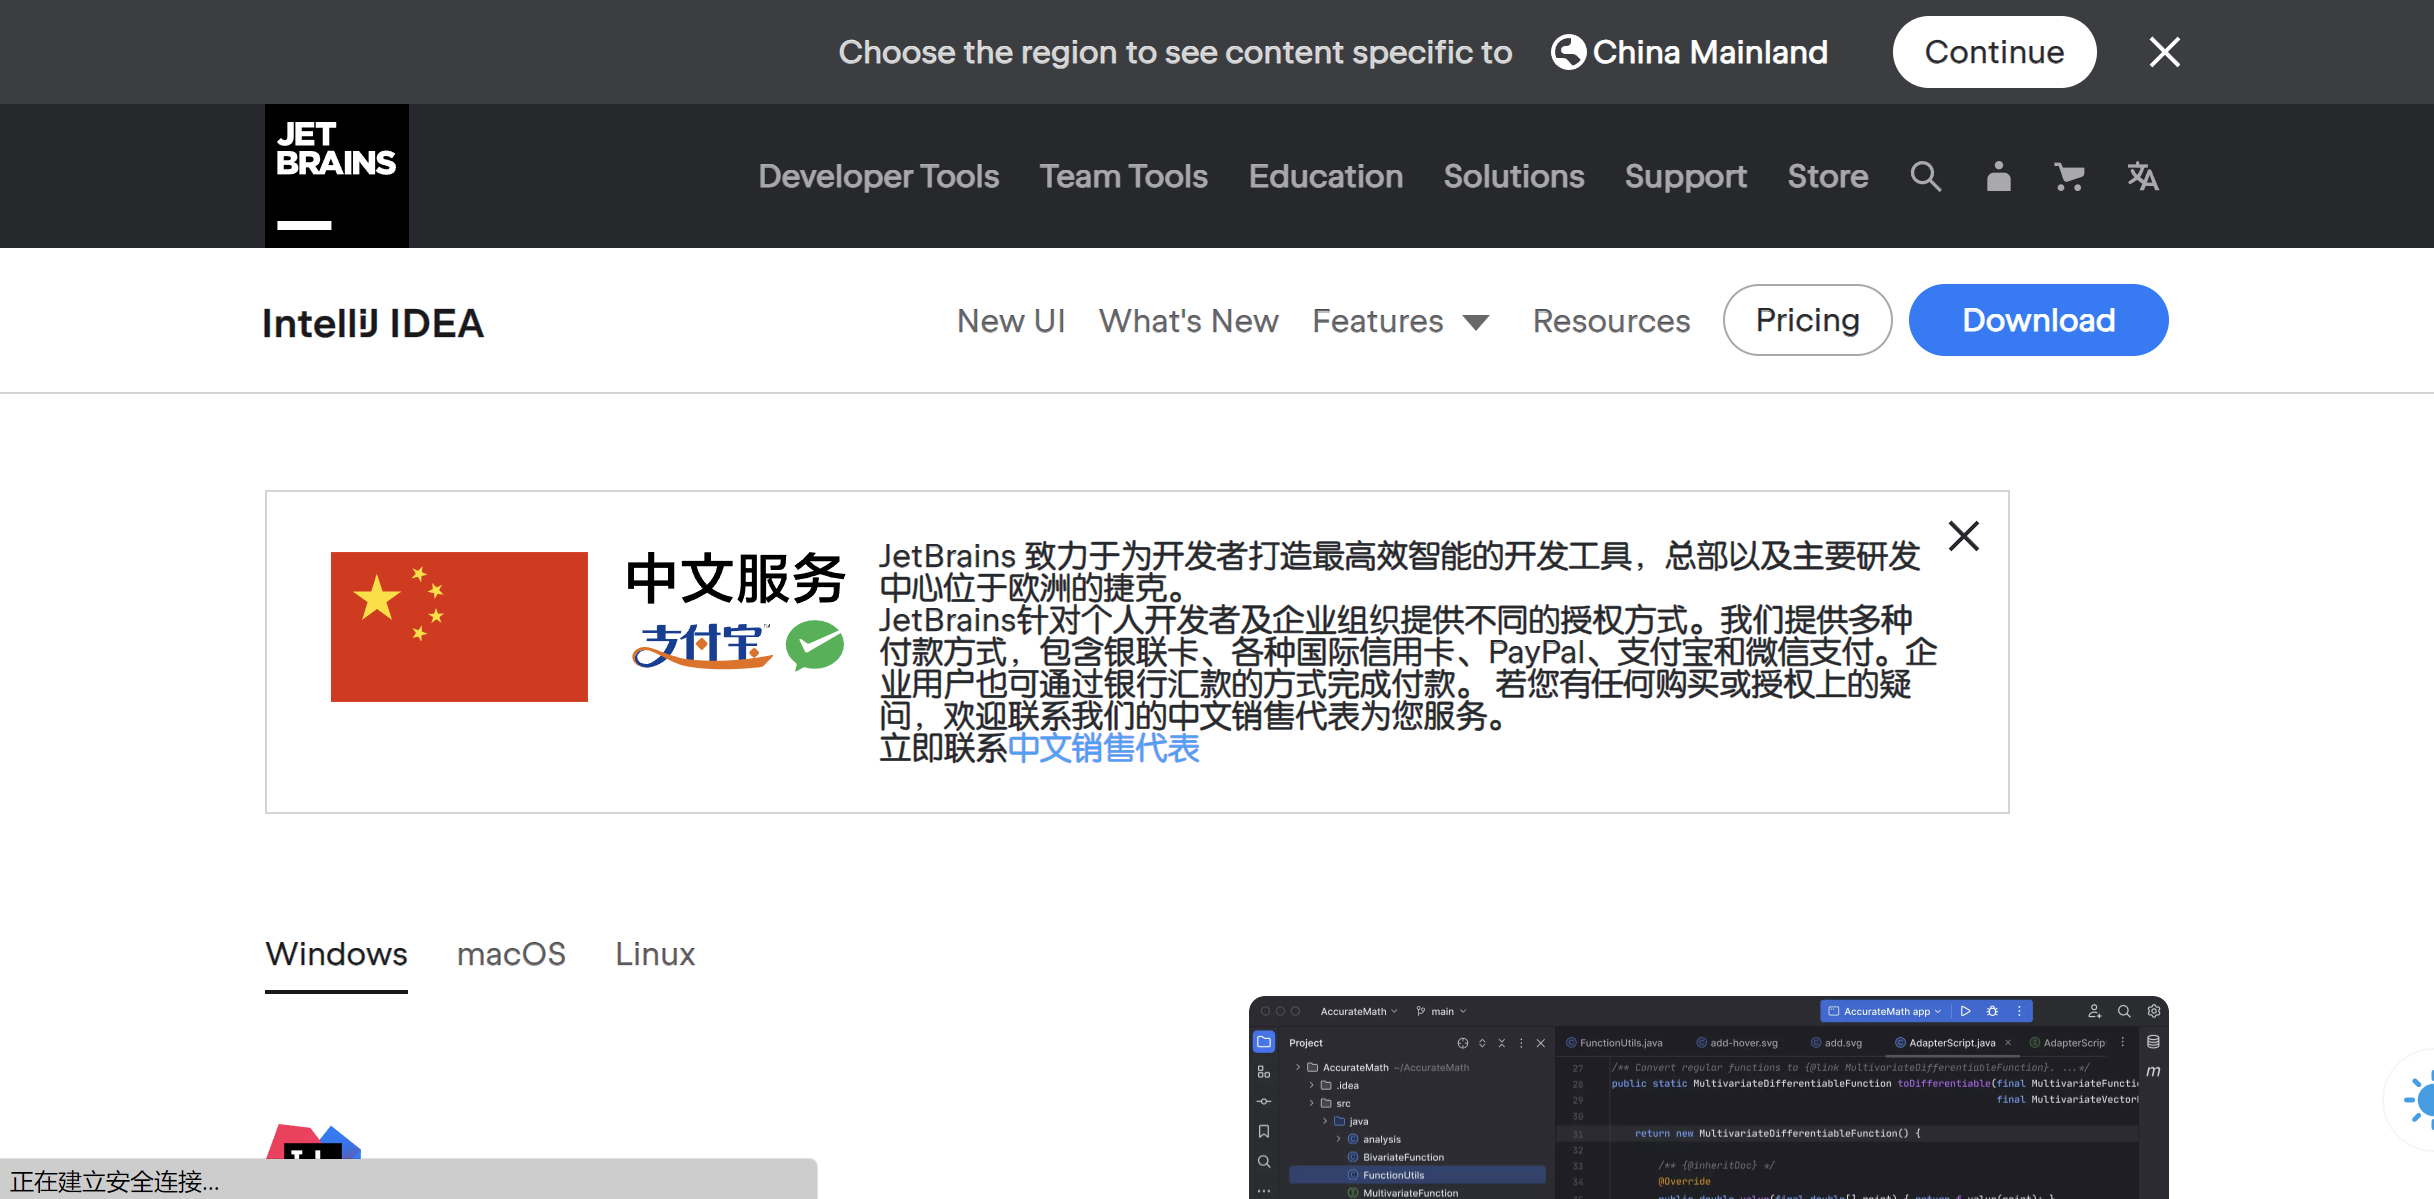 Choose the region to see content specific to China Mainland Continue
JET
BRAINS
Developer Tools Team Tools Education Solutions Support Store
IntelliJ IDEA
New UI What's New Features Resources Pricing Download
中文服务
支付宝
JetBrains 致力于为开发者打造最高效智能的开发工具，总部以及主要研发
中心位于欧洲的捷克。
JetBrains针对个人开发者及企业组织提供不同的授权方式。我们提供多种
付款方式，包含银联卡、各种国际信用卡、PayPal、支付宝和微信支付。企
业用户也可通过银行汇款的方式完成付款。 若您有任何购买或授权上的疑
问，欢迎联系我们的中文销售代表为您服务。
立即联系中文销售代表
Windows macOS Linux
AccurateMath main AccurateMath app
Project
FunctionUtils.java add-hover.svg add.svg AdapterScript.java AdapterScrip
AccurateMath ~/AccurateMath
.idea
src
java
analysis
BivariateFunction
FunctionUtils
MultivariateFunction
27 /** Convert regular functions to {@link MultivariateDifferentiableFunction}. ...*/
28 public static MultivariateDifferentiableFunction toDifferentiable(final MultivariateFuncti
29 final MultivariateVector
30
31 return new MultivariateDifferentiableFunction() {
32
33 /** {@inheritDoc} */
34 @Override
m
正在建立安全连接...